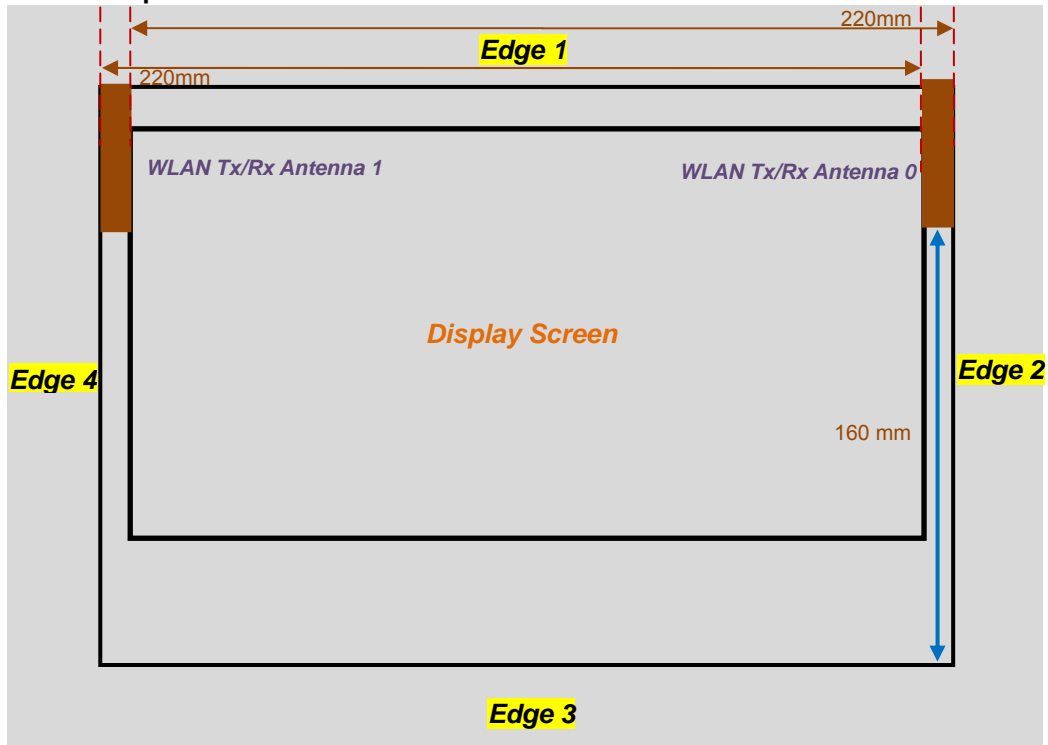 220mm
Edge 1
220mm
WLAN Tx/Rx Antenna 1
WLAN Tx/Rx Antenna 0
Display Screen
Edge 4
Edge 2
160 mm
Edge 3